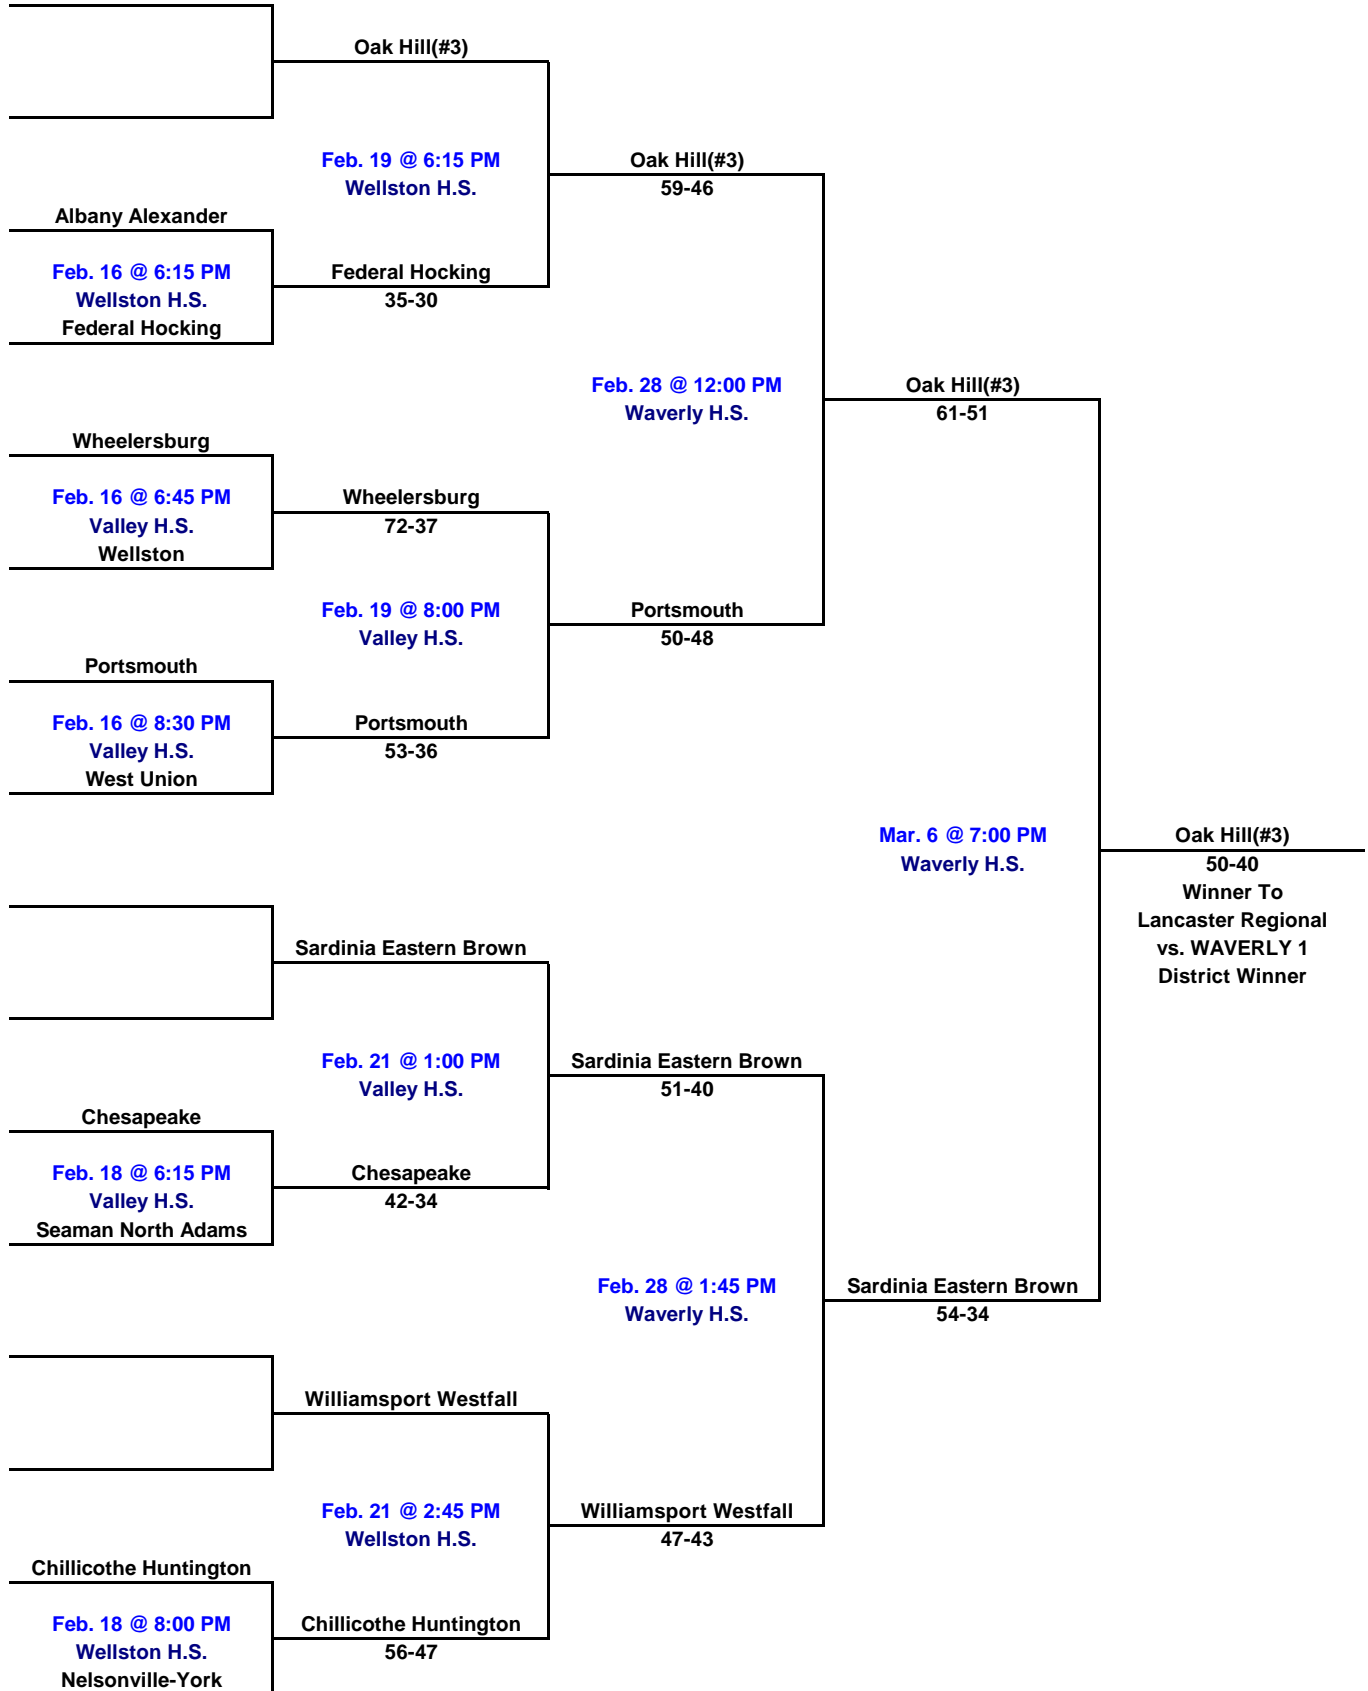 Oak Hill(#3)
Feb. 19 @ 6:15 PM
Wellston H.S.
Oak Hill(#3)
59-46
Albany Alexander
Feb. 16 @ 6:15 PM
Wellston H.S.
Federal Hocking
Federal Hocking
35-30
Feb. 28 @ 12:00 PM
Waverly H.S.
Oak Hill(#3)
61-51
Wheelersburg
Feb. 16 @ 6:45 PM
Valley H.S.
Wellston
Wheelersburg
72-37
Feb. 19 @ 8:00 PM
Valley H.S.
Portsmouth
50-48
Portsmouth
Feb. 16 @ 8:30 PM
Valley H.S.
West Union
Portsmouth
53-36
Mar. 6 @ 7:00 PM
Waverly H.S.
Oak Hill(#3)
50-40
Winner To
Lancaster Regional
vs. WAVERLY 1
District Winner
Sardinia Eastern Brown
Feb. 21 @ 1:00 PM
Valley H.S.
Sardinia Eastern Brown
51-40
Chesapeake
Feb. 18 @ 6:15 PM
Valley H.S.
Seaman North Adams
Chesapeake
42-34
Feb. 28 @ 1:45 PM
Waverly H.S.
Sardinia Eastern Brown
54-34
Williamsport Westfall
Feb. 21 @ 2:45 PM
Wellston H.S.
Williamsport Westfall
47-43
Chillicothe Huntington
Feb. 18 @ 8:00 PM
Wellston H.S.
Nelsonville-York
Chillicothe Huntington
56-47